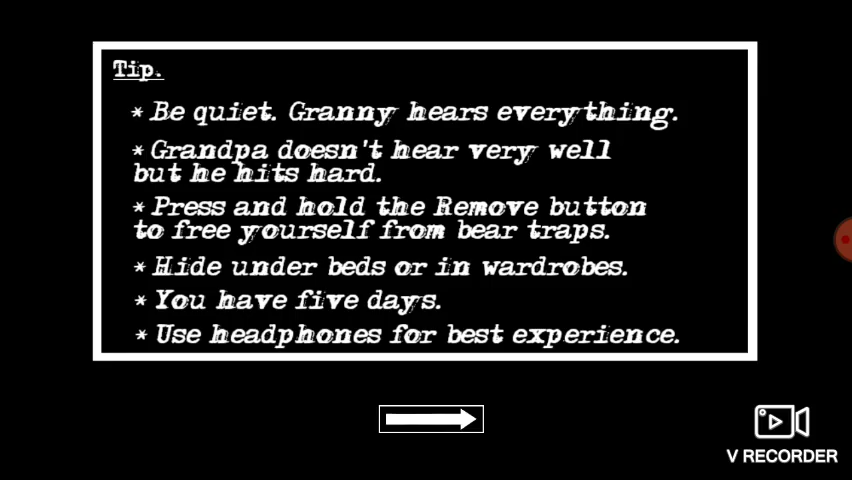 Tip.
* Be quiet. Granny hears everything.
* Grandpa doesn't hear very well
but he hits hard.
* Press and hold the Remove button
to free yourself from bear traps.
* Hide under beds or in wardrobes.
* You have five days.
* Use headphones for best experience.
V RECORDER